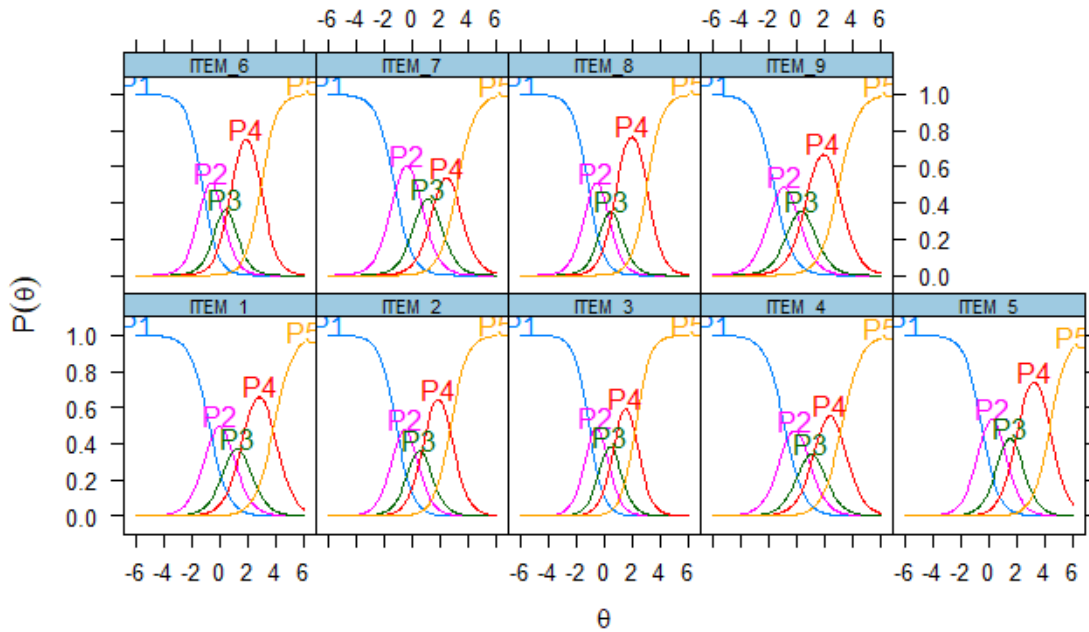 -6 -4 -2 0 2 4 6 -6 -4 -2 0 2 4 6
ITEM_6 ITEM_7 ITEM_8 ITEM_9
P1 P2 P3 P4 P5 P1 P2 P3 P4 P5 P1 P2 P3 P4 P5 P1 P2 P3 P4 P5
1.0
0.8
0.6
0.4
0.2
0.0
P(θ)
ITEM_1 ITEM_2 ITEM_3 ITEM_4 ITEM_5
1.0
0.8
0.6
0.4
0.2
0.0
P1 P2 P3 P4 P5 P1 P2 P3 P4 P5 P1 P2 P3 P4 P5 P1 P2 P3 P4 P5 P1 P2 P3 P4 P5
-6 -4 -2 0 2 4 6 -6 -4 -2 0 2 4 6 -6 -4 -2 0 2 4 6
θ